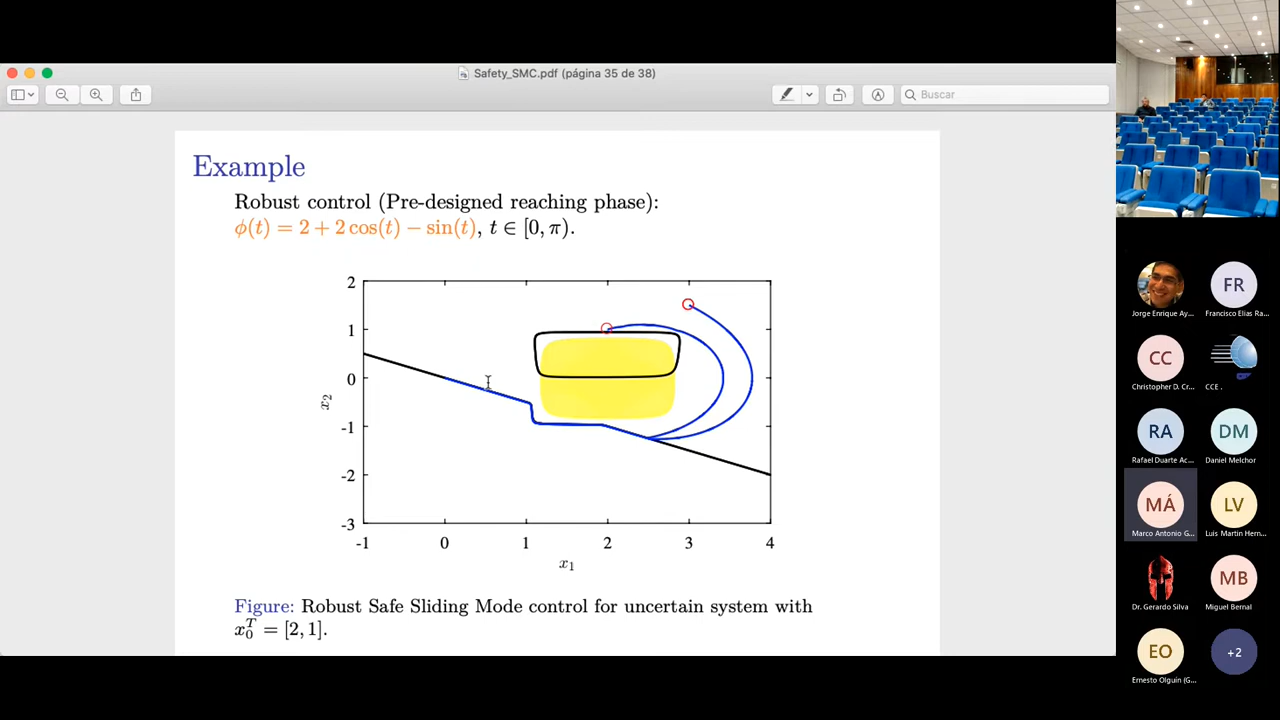 Safety_SMC.pdf (página 35 de 38)
Buscar
Example
Robust control (Pre-designed reaching phase):
ϕ(t) = 2 + 2 cos(t) − sin(t), t ∈ [0, π).
2
1
0
-1
-2
-3
x₂
-1 0 1 2 3 4
x₁
Figure: Robust Safe Sliding Mode control for uncertain system with
x₀ᵀ = [2, 1].
Jorge Enrique Ay...
FR
Francisco Elias Ra...
CC
Christopher D. Cr...
CCE .
RA
Rafael Duarte Ac...
DM
Daniel Melchor
MÁ
Marco Antonio G...
LV
Luis Martin Hern...
Dr. Gerardo Silva
MB
Miguel Bernal
EO
Ernesto Olguín (G...
+2